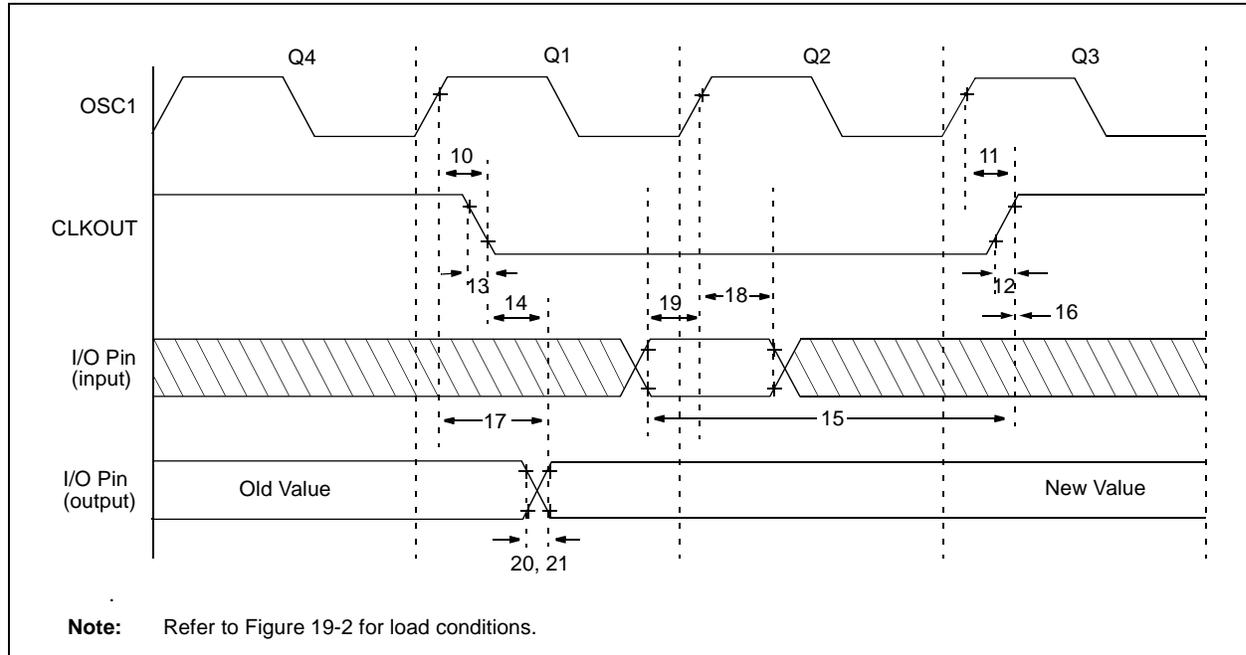 Q4 Q1 Q2 Q3
OSC1
10 11
CLKOUT
13 14 19 18 12
16
I/O Pin
(input)
17 15
I/O Pin
(output)
Old Value New Value
20, 21
.
Note: Refer to Figure 19-2 for load conditions.